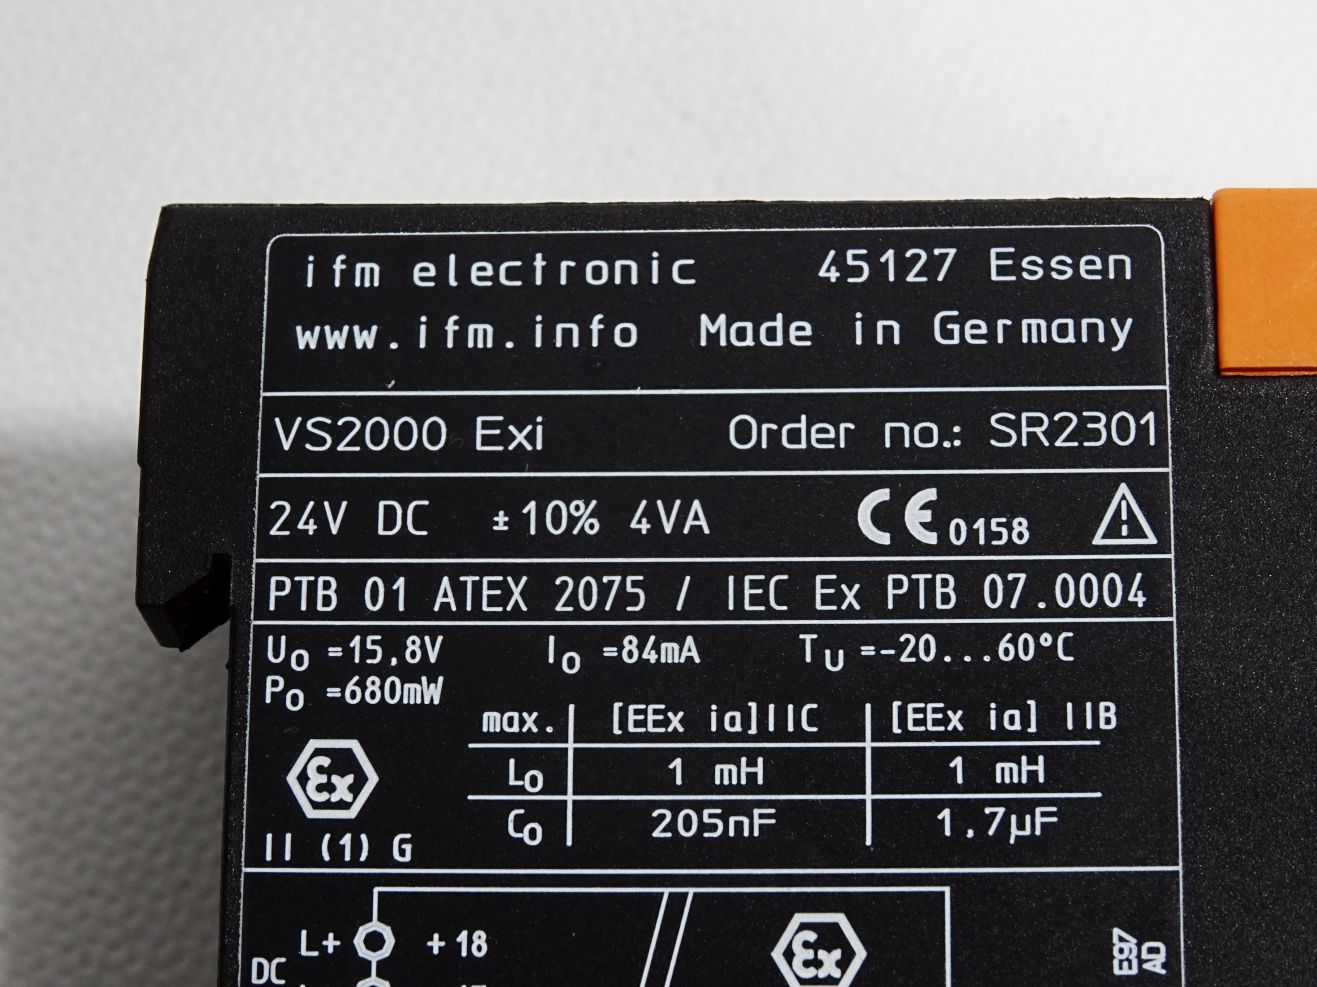 ifm electronic 45127 Essen
www.ifm.info Made in Germany
VS2000 Exi Order no.: SR2301
24V DC ±10% 4VA CE 0158
PTB 01 ATEX 2075 / IEC Ex PTB 07.0004
Uo =15,8V Io =84mA TU =-20...60°C
Po =680mW
max. [EEx ia]IIC [EEx ia] IIB
Lo 1 mH 1 mH
Co 205nF 1,7µF
Ex
II (1) G
L+ +18 Ex
DC
E97
AD